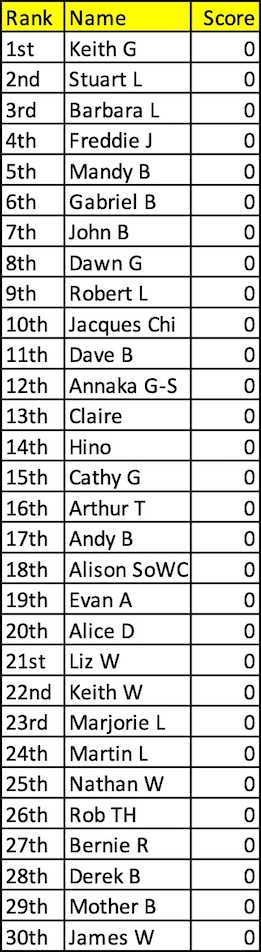 Rank Name Score
1st Keith G 0
2nd Stuart L 0
3rd Barbara L 0
4th Freddie J 0
5th Mandy B 0
6th Gabriel B 0
7th John B 0
8th Dawn G 0
9th Robert L 0
10th Jacques Chi 0
11th Dave B 0
12th Annaka G-S 0
13th Claire 0
14th Hino 0
15th Cathy G 0
16th Arthur T 0
17th Andy B 0
18th Alison SoWC 0
19th Evan A 0
20th Alice D 0
21st Liz W 0
22nd Keith W 0
23rd Marjorie L 0
24th Martin L 0
25th Nathan W 0
26th Rob TH 0
27th Bernie R 0
28th Derek B 0
29th Mother B 0
30th James W 0